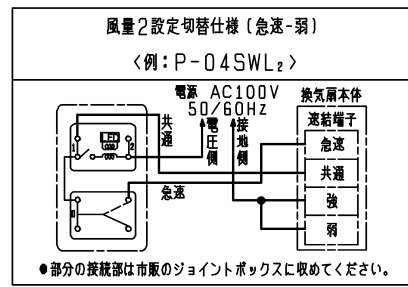 風量2設定切替仕様(急速-弱)
〈例:P-04SWL₂〉
電源 AC100V
50/60Hz
換気扇本体
速結端子
共通
電圧側
接地側
LED
1
2
急速
共通
強
弱
急速
●部分の接続部は市販のジョイントボックスに収めてください。